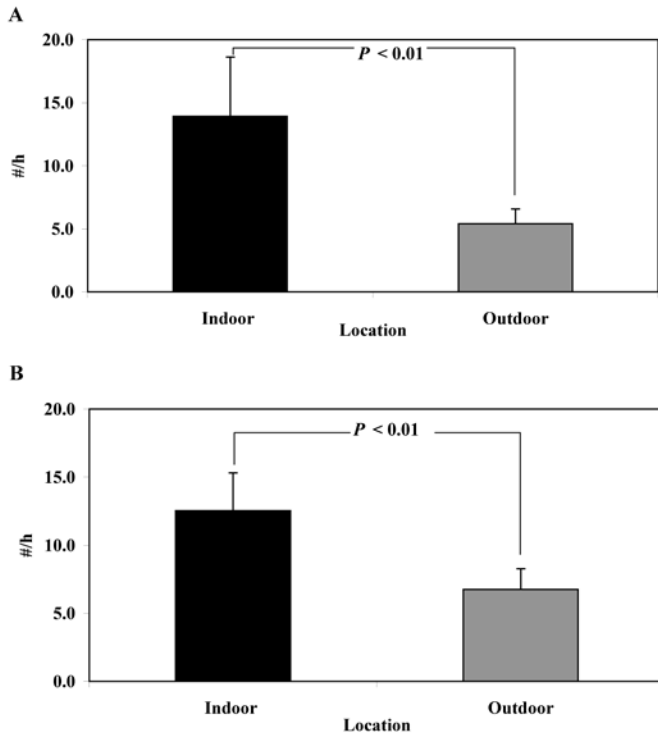 A
20.0
P < 0.01
15.0
#/h
10.0
5.0
0.0
Indoor Outdoor
Location
B
20.0
P < 0.01
15.0
#/h
10.0
5.0
0.0
Indoor Outdoor
Location